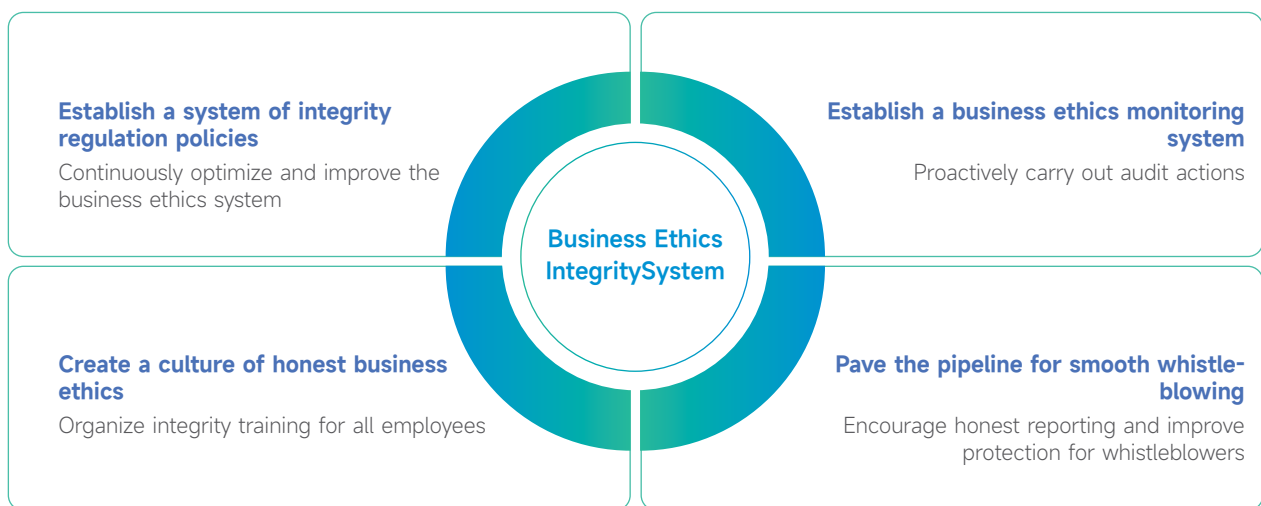 Establish a system of integrity
regulation policies
Continuously optimize and improve the
business ethics system
Establish a business ethics monitoring
system
Proactively carry out audit actions
Business Ethics
IntegritySystem
Create a culture of honest business
ethics
Organize integrity training for all employees
Pave the pipeline for smooth whistle-
blowing
Encourage honest reporting and improve
protection for whistleblowers